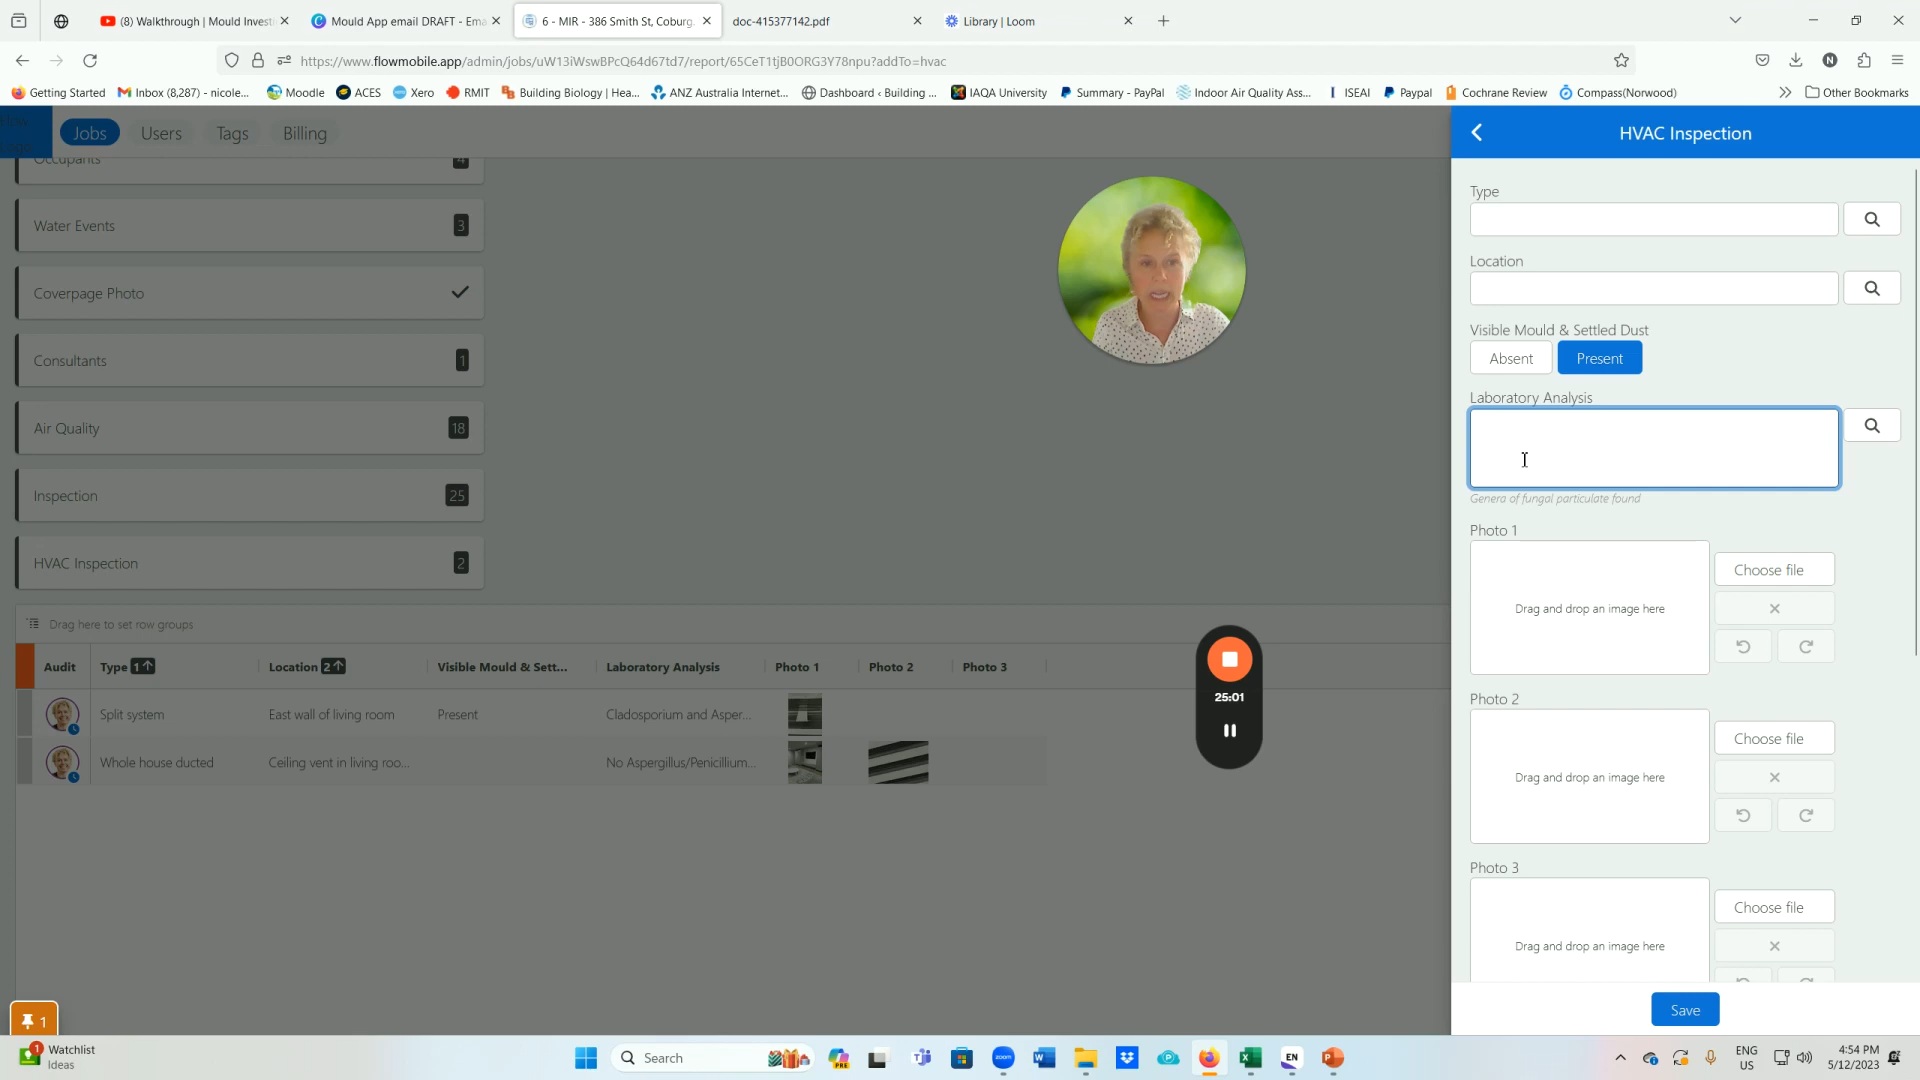 (8) Walkthrough | Mould Investi
Mould App email DRAFT - Ema
6 - MIR - 386 Smith St, Coburg
doc-415377142.pdf
Library | Loom
https://www.flowmobile.app/admin/jobs/uW13iWswBPcQ64d67td7/report/65CeT1tjB0ORG3Y78npu?addTo=hvac
N
Getting Started
Inbox (8,287) - nicole...
Moodle
ACES
Xero
RMIT
Building Biology | Hea...
ANZ Australia Internet...
Dashboard ‹ Building ...
IAQA University
Summary - PayPal
Indoor Air Quality Ass...
ISEAI
Paypal
Cochrane Review
Compass(Norwood)
Other Bookmarks
Jobs
Users
Tags
Billing
HVAC Inspection
Occupants
4
Water Events
3
Coverpage Photo
Consultants
1
Air Quality
18
Inspection
25
HVAC Inspection
2
Type
Location
Visible Mould & Settled Dust
Absent
Present
Laboratory Analysis
Genera of fungal particulate found
Photo 1
Drag and drop an image here
Choose file
Photo 2
Drag and drop an image here
Choose file
Photo 3
Drag and drop an image here
Choose file
Save
Drag here to set row groups
Audit
Type 1
Location 2
Visible Mould & Sett...
Laboratory Analysis
Photo 1
Photo 2
Photo 3
Split system
East wall of living room
Present
Cladosporium and Asper...
Whole house ducted
Ceiling vent in living roo...
No Aspergillus/Penicillium...
25:01
1
1
Watchlist
Ideas
Search
PRE
zoom
EN
ENG
US
4:54 PM
5/12/2023